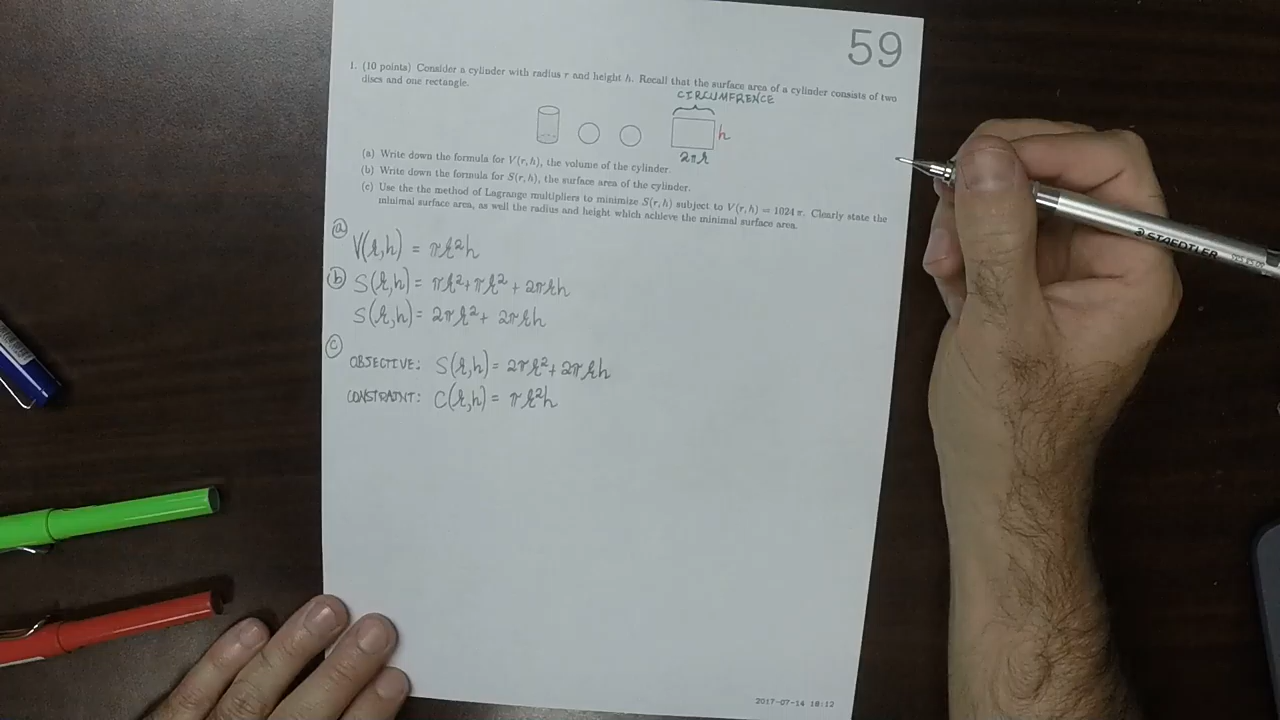 59
1. (10 points) Consider a cylinder with radius r and height h. Recall that the surface area of a cylinder consists of two
discs and one rectangle.
CIRCUMFRENCE
h
2πr
(a) Write down the formula for V(r, h), the volume of the cylinder.
(b) Write down the formula for S(r, h), the surface area of the cylinder.
(c) Use the the method of Lagrange multipliers to minimize S(r, h) subject to V(r, h) = 1024 π. Clearly state the
minimal surface area, as well the radius and height which achieve the minimal surface area.
(a) V(r,h) = πr²h
(b) S(r,h) = πr²+πr² + 2πrh
S(r,h) = 2πr² + 2πrh
(c)
OBJECTIVE: S(r,h) = 2πr² + 2πrh
CONSTRAINT: C(r,h) = πr²h
STAEDTLER
2017-07-14 18:12